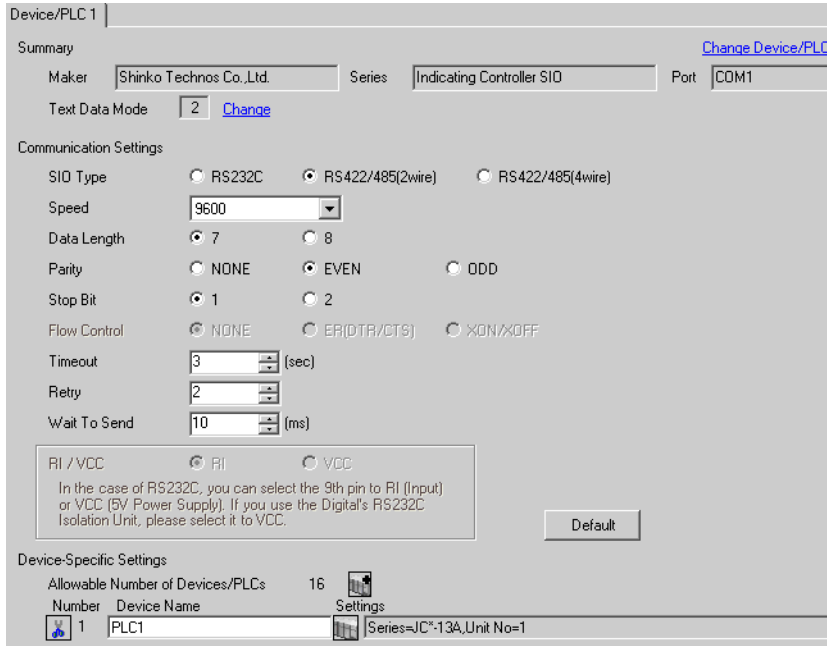 Device/PLC 1
Summary Change Device/PLC
Maker Shinko Technos Co.,Ltd. Series Indicating Controller SIO Port COM1
Text Data Mode 2 Change
Communication Settings
SIO Type RS232C RS422/485(2wire) RS422/485(4wire)
Speed 9600
Data Length 7 8
Parity NONE EVEN ODD
Stop Bit 1 2
Flow Control NONE ER(DTR/CTS) XON/XOFF
Timeout 3 (sec)
Retry 2
Wait To Send 10 (ms)
RI / VCC RI VCC
In the case of RS232C, you can select the 9th pin to RI (Input)
or VCC (5V Power Supply). If you use the Digital's RS232C
Isolation Unit, please select it to VCC.
Default
Device-Specific Settings
Allowable Number of Devices/PLCs 16
Number Device Name Settings
1 PLC1 Series=JC*-13A,Unit No=1